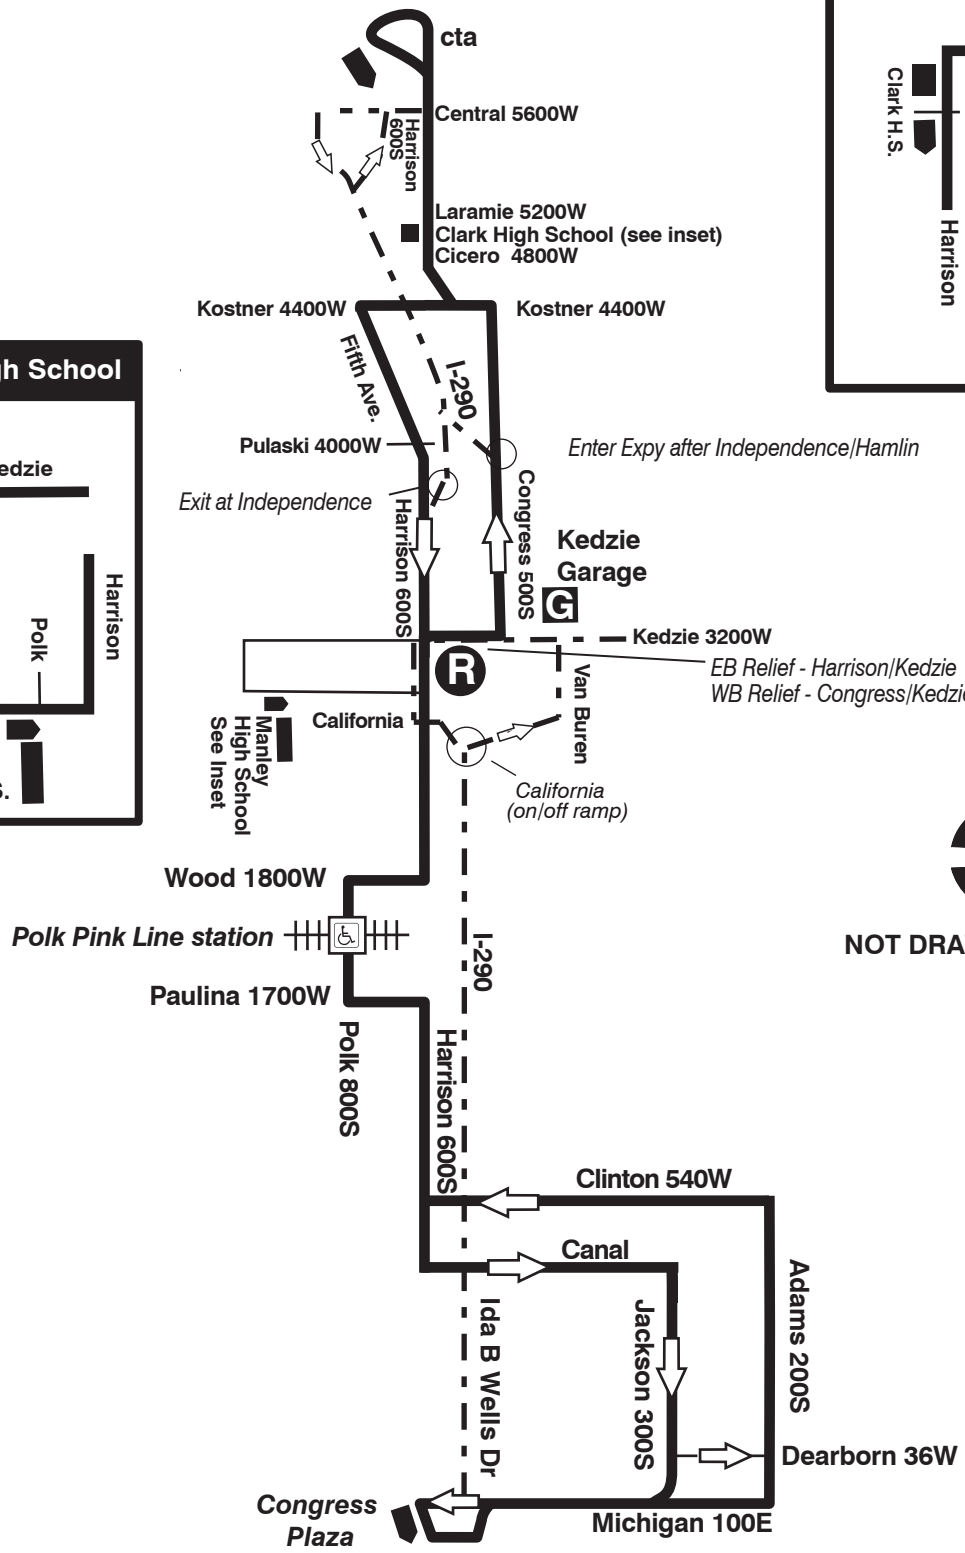 cta
Central 5600W
Harrison
600S
Laramie 5200W
Clark High School (see inset)
Cicero 4800W
Kostner 4400W
Kostner 4400W
Fifth Ave.
I-290
Pulaski 4000W
Enter Expy after Independence/Hamlin
Exit at Independence
Harrison 600S
Congress 500S
Kedzie
Garage
G
Kedzie 3200W
R
EB Relief - Harrison/Kedzie
WB Relief - Congress/Kedzie
Van Buren
California
Manley
High School
See Inset
California
(on/off ramp)
Wood 1800W
Polk Pink Line station
I-290
Paulina 1700W
Polk 800S
Harrison 600S
Clinton 540W
Canal
Adams 200S
Jackson 300S
Ida B Wells Dr
Dearborn 36W
Congress
Plaza
Michigan 100E
Clark H.S.
Harrison
gh School
edzie
Harrison
Polk
S.
NOT DRA